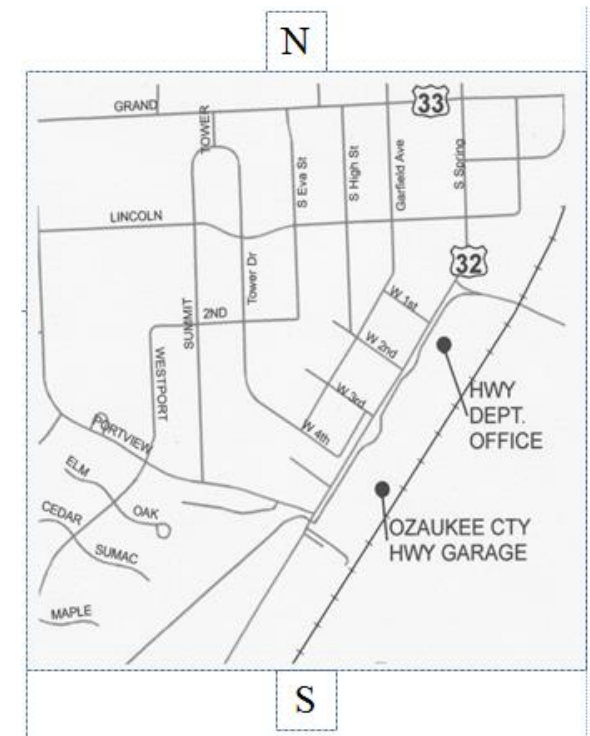 N
33
GRAND
TOWER
S Eva St
S High St
Garfield Ave
S Spring
LINCOLN
32
Tower Dr
W 1st
SUMMIT
2ND
W 2nd
WESTPORT
W 3rd
HWY
DEPT.
OFFICE
W 4th
PORTVIEW
ELM
CEDAR
OAK
OZAUKEE CTY
HWY GARAGE
SUMAC
MAPLE
S